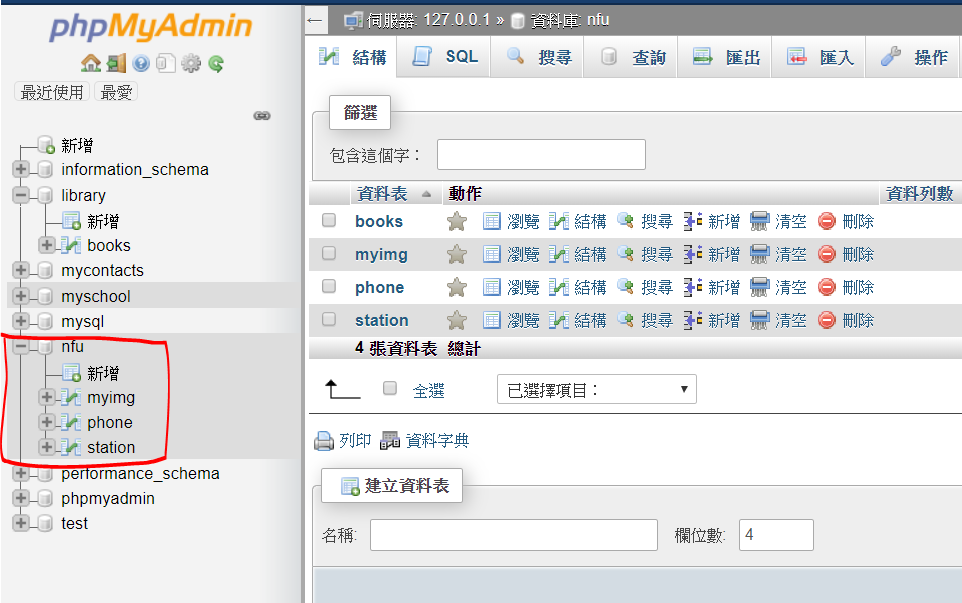 phpMyAdmin
最近使用 最愛
新增
information_schema
library
新增
books
mycontacts
myschool
mysql
nfu
新增
myimg
phone
station
performance_schema
phpmyadmin
test
伺服器: 127.0.0.1 » 資料庫: nfu
結構 SQL 搜尋 查詢 匯出 匯入 操作
篩選
包含這個字：
資料表 動作 資料列數
books 瀏覽 結構 搜尋 新增 清空 刪除
myimg 瀏覽 結構 搜尋 新增 清空 刪除
phone 瀏覽 結構 搜尋 新增 清空 刪除
station 瀏覽 結構 搜尋 新增 清空 刪除
4 張資料表 總計
全選 已選擇項目：
列印 資料字典
建立資料表
名稱: 欄位數: 4